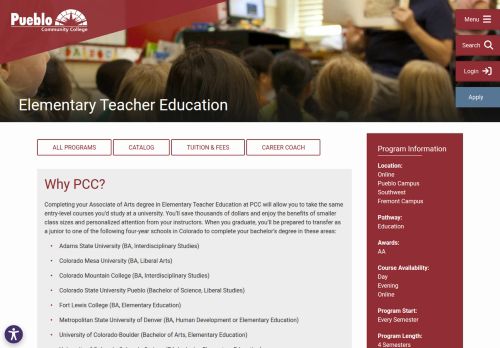 Pueblo
Community College
Menu
Search
Login
Apply
Elementary Teacher Education
ALL PROGRAMS
CATALOG
TUITION & FEES
CAREER COACH
Why PCC?
Completing your Associate of Arts degree in Elementary Teacher Education at PCC will allow you to take the same
entry-level courses you'd study at a university. You'll save thousands of dollars and enjoy the benefits of smaller
class sizes and personalized attention from your instructors. When you graduate, you'll be prepared to transfer as
a junior to one of the following four-year schools in Colorado to complete your bachelor's degree in these areas:
• Adams State University (BA, Interdisciplinary Studies)
• Colorado Mesa University (BA, Liberal Arts)
• Colorado Mountain College (BA, Interdisciplinary Studies)
• Colorado State University Pueblo (Bachelor of Science, Liberal Studies)
• Fort Lewis College (BA, Elementary Education)
• Metropolitan State University of Denver (BA, Human Development or Elementary Education)
• University of Colorado-Boulder (Bachelor of Arts, Elementary Education)
Program Information
Location:
Online
Pueblo Campus
Southwest
Fremont Campus
Pathway:
Education
Awards:
AA
Course Availability:
Day
Evening
Online
Program Start:
Every Semester
Program Length:
4 Semesters